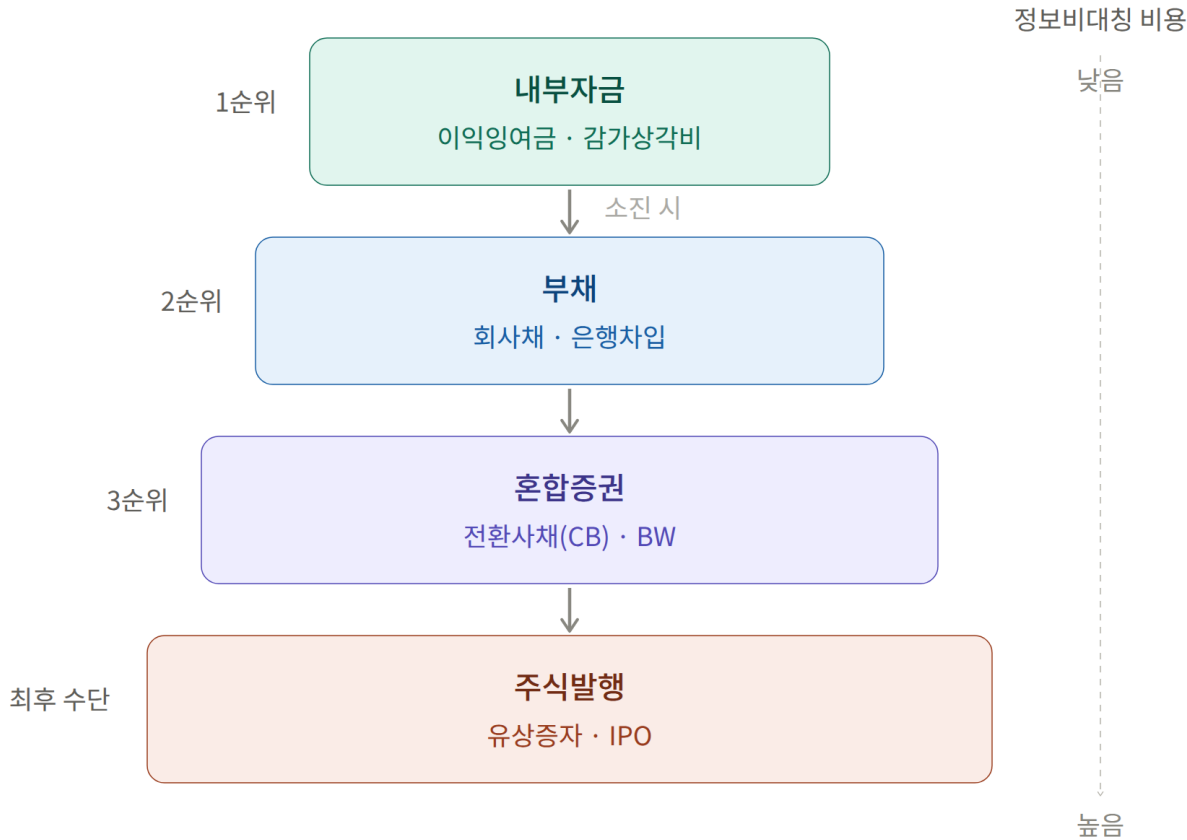 정보비대칭 비용
낮음
1순위
내부자금
이익잉여금 · 감가상각비
소진 시
2순위
부채
회사채 · 은행차입
3순위
혼합증권
전환사채(CB) · BW
최후 수단
주식발행
유상증자 · IPO
높음